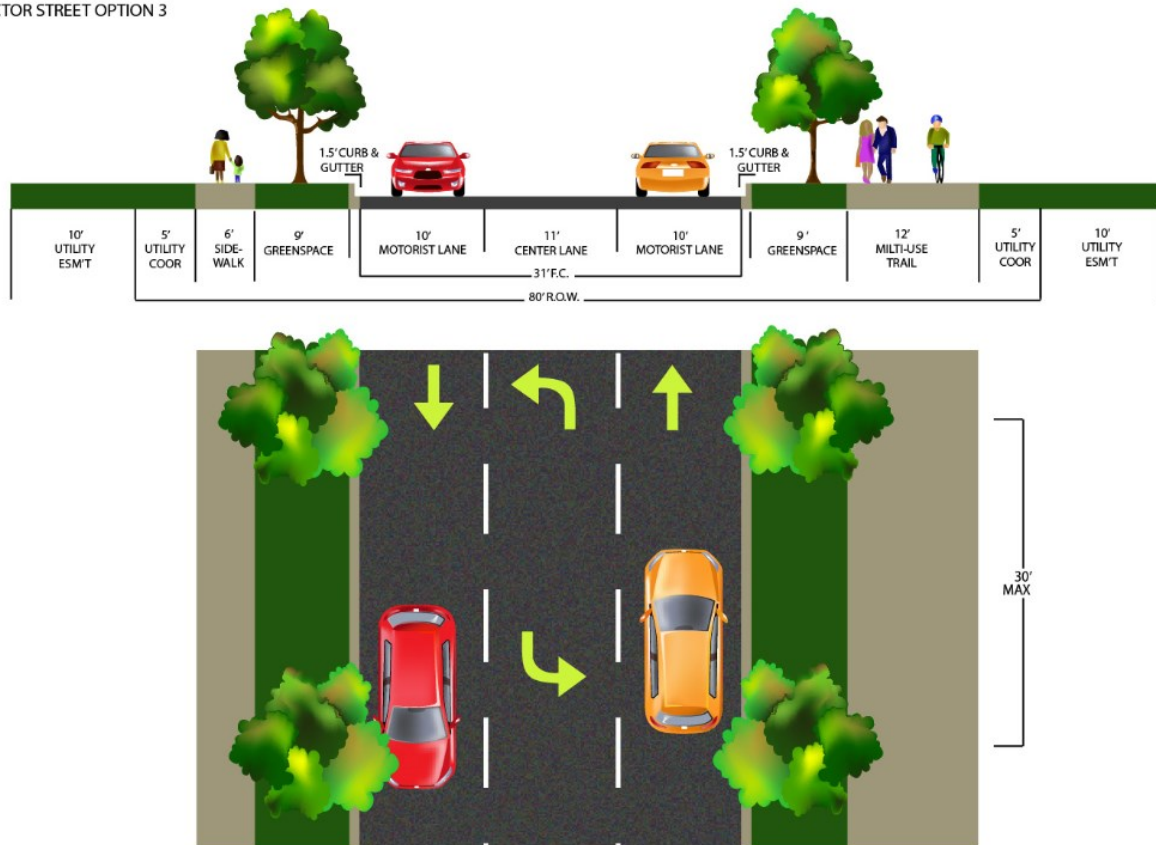 TOR STREET OPTION 3
1.5' CURB &
GUTTER
1.5' CURB &
GUTTER
10'
UTILITY
ESM'T
5'
UTILITY
COOR
6'
SIDE-
WALK
9'
GREENSPACE
10'
MOTORIST LANE
11'
CENTER LANE
10'
MOTORIST LANE
9'
GREENSPACE
12'
MILTI-USE
TRAIL
5'
UTILITY
COOR
10'
UTILITY
ESM'T
31' F.C.
80' R.O.W.
30'
MAX